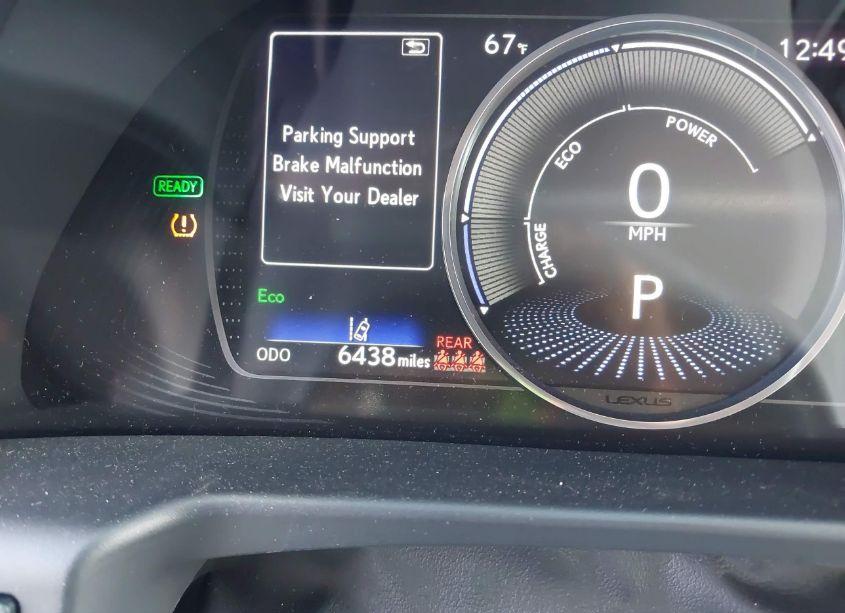 67°F
12:49
Parking Support
Brake Malfunction
Visit Your Dealer
READY
ECO
POWER
CHARGE
0
MPH
P
Eco
REAR
ODO 6438 miles
LEXUS